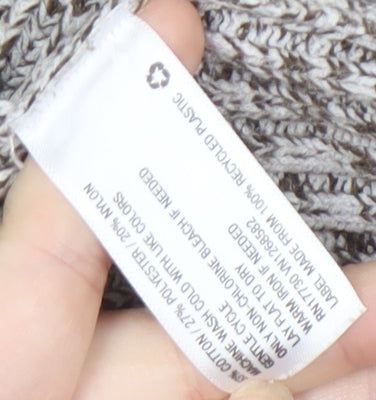 COTTON / 27% POLYESTER / 20% NYLON
MACHINE WASH COLD WITH LIKE COLORS
GENTLE CYCLE
ONLY NON-CHLORINE BLEACH IF NEEDED
LAY FLAT TO DRY
WARM IRON IF NEEDED
RN17730 VN1268582
LABEL MADE FROM 100% RECYCLED PLASTIC